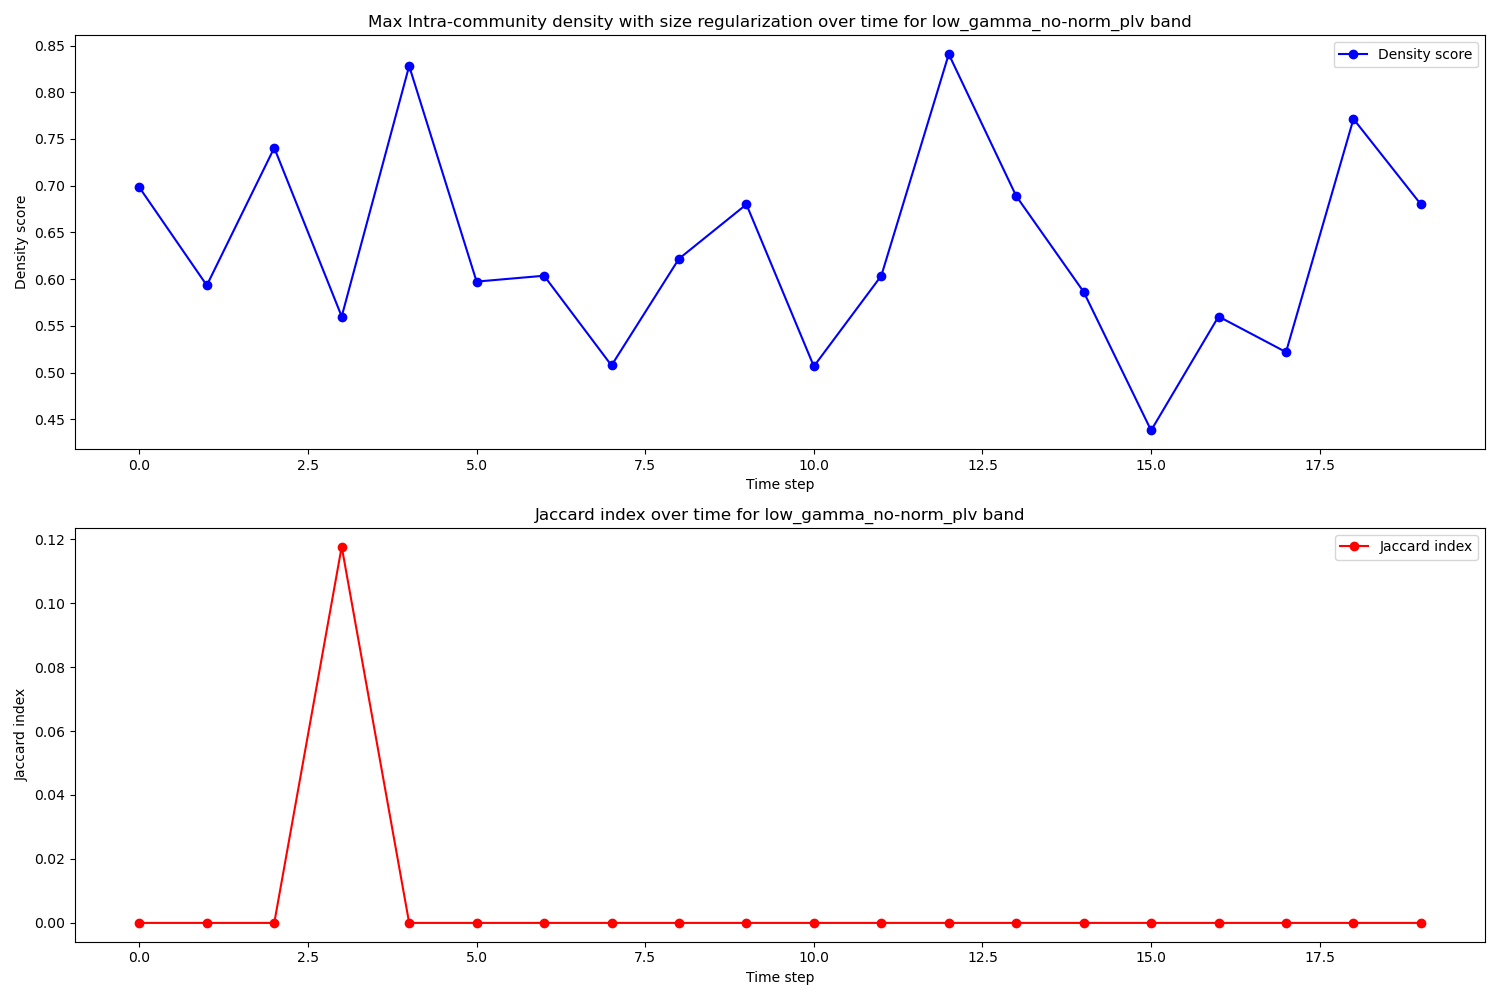 Max Intra-community density with size regularization over time for low_gamma_no-norm_plv band
Density score
0.85
0.80
0.75
0.70
0.65
0.60
0.55
0.50
0.45
Density score
0.0 2.5 5.0 7.5 10.0 12.5 15.0 17.5
Time step
Jaccard index over time for low_gamma_no-norm_plv band
Jaccard index
0.12
0.10
0.08
0.06
0.04
0.02
0.00
Jaccard index
0.0 2.5 5.0 7.5 10.0 12.5 15.0 17.5
Time step